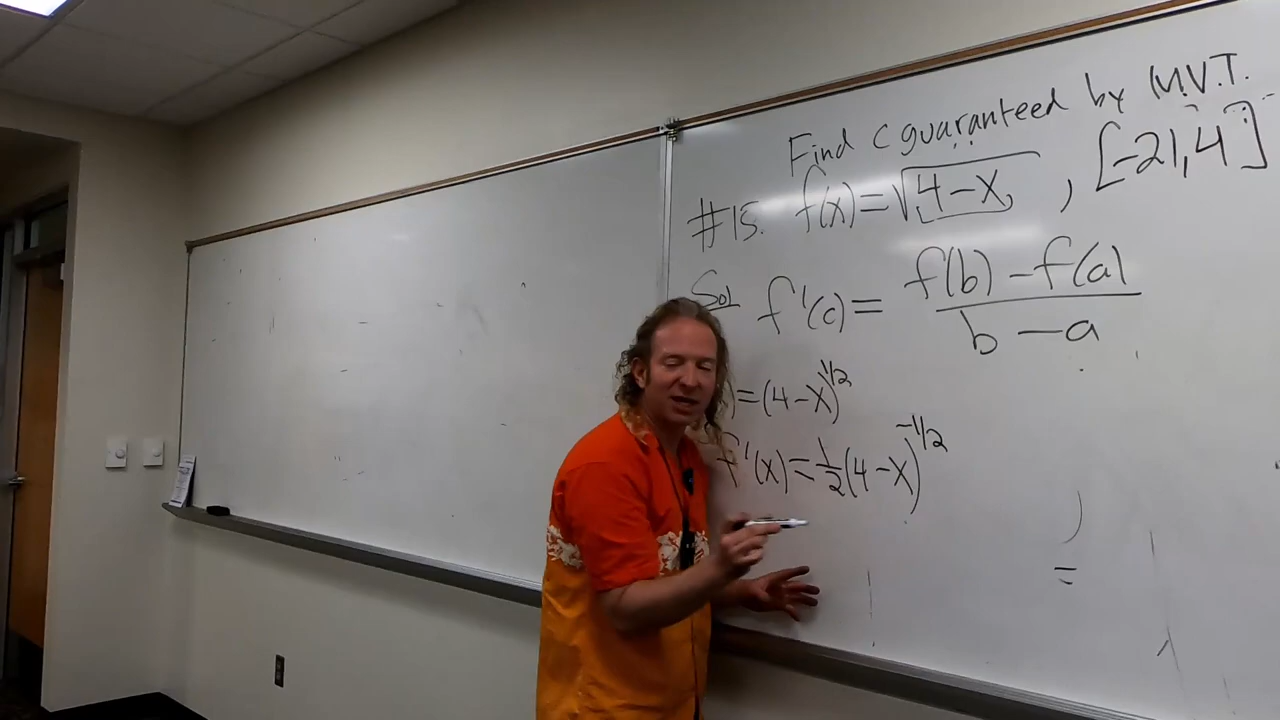 Find c guaranteed by M.V.T.
#15. f(x)=√4-x , [-21,4]
Sol f'(c)= f(b)-f(a)
b-a
)=(4-x)^1/2
f'(x)=1/2(4-x)^-1/2